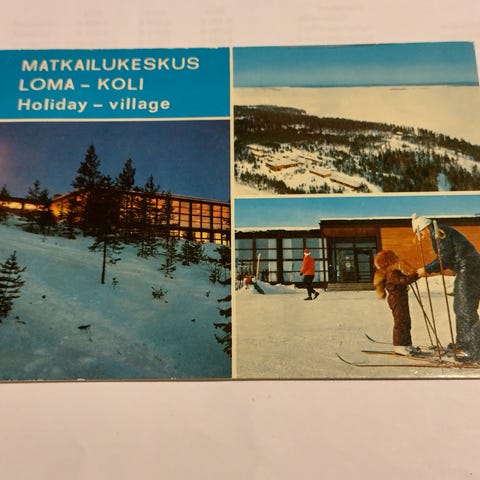 MATKAILUKESKUS
LOMA – KOLI
Holiday – village